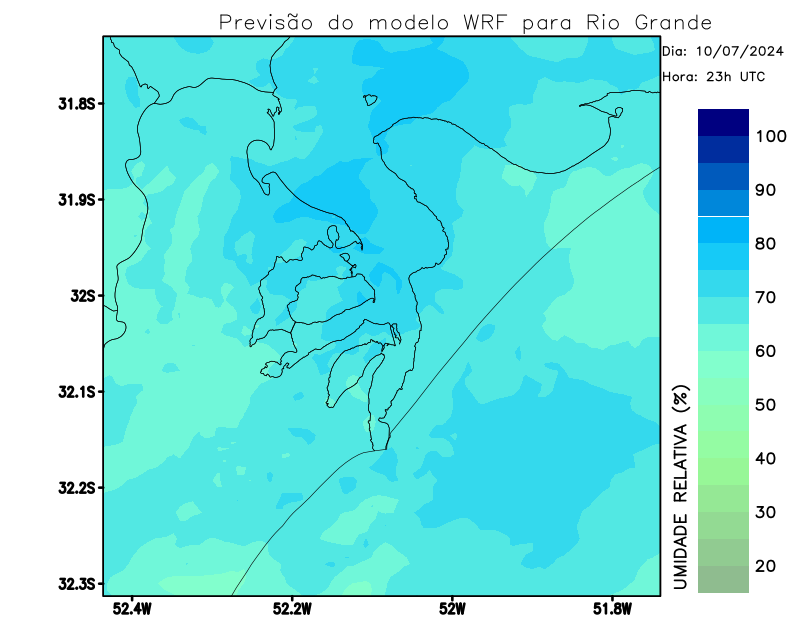 Previsão do modelo WRF para Rio Grande
Dia: 10/07/2024
Hora: 23h UTC
31.8S
31.9S
32S
32.1S
32.2S
32.3S
52.4W
52.2W
52W
51.8W
100
90
80
70
60
50
40
30
20
UMIDADE RELATIVA (%)